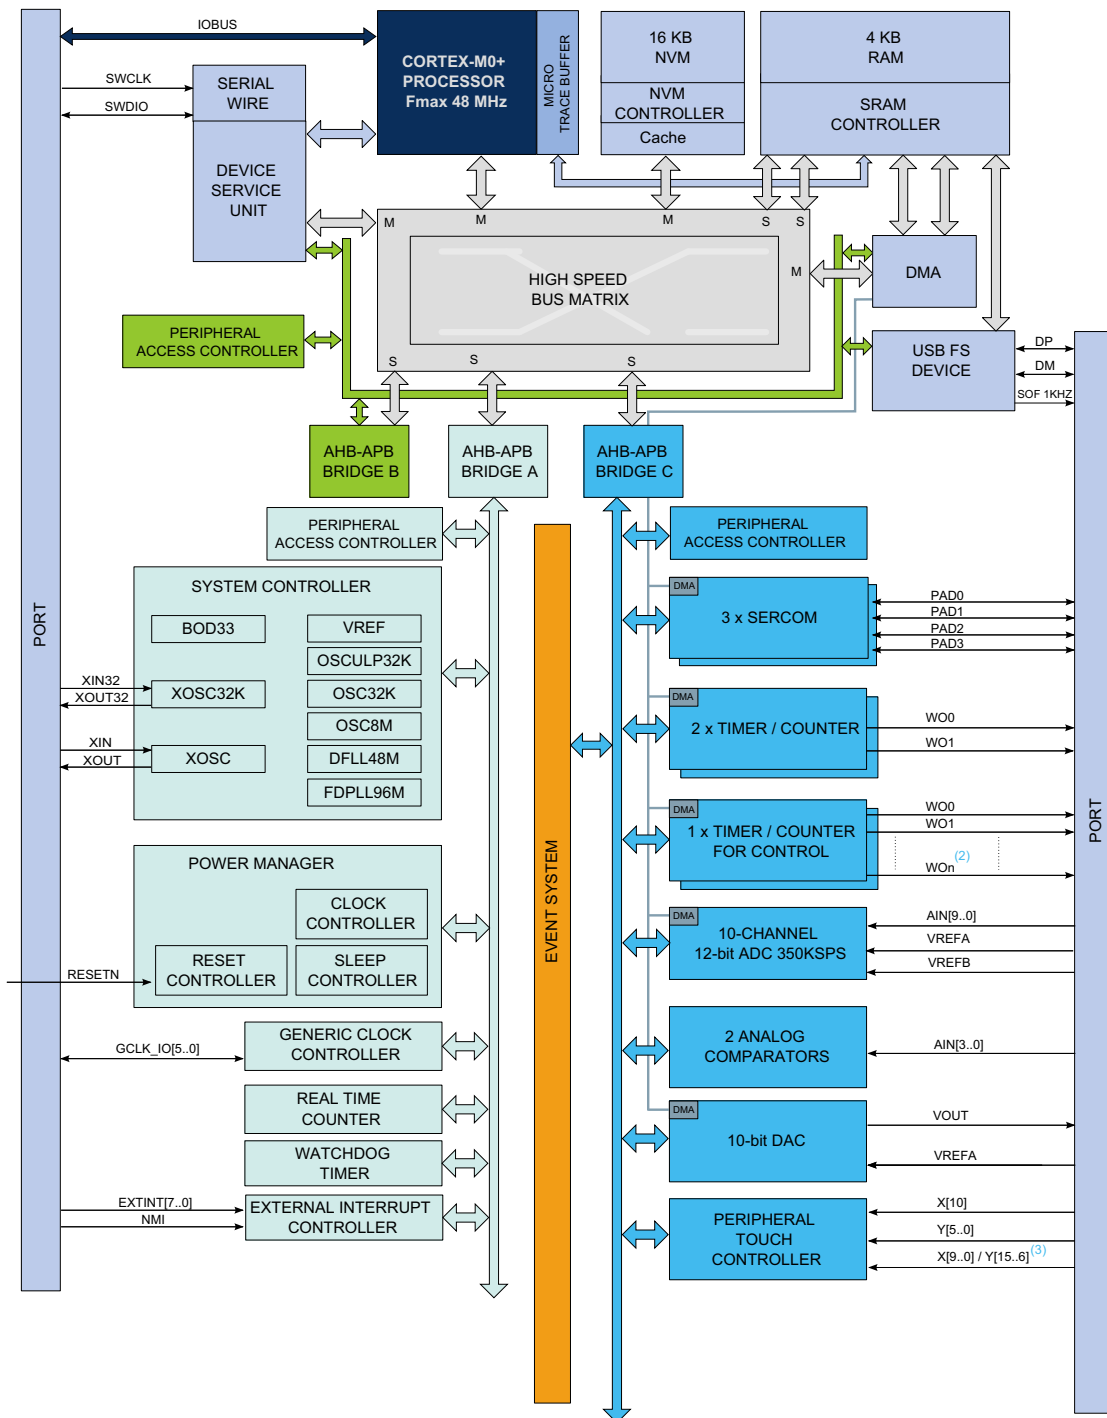 IOBUS
SWCLK
SWDIO
PORT
SERIAL
WIRE
DEVICE
SERVICE
UNIT
CORTEX-M0+
PROCESSOR
Fmax 48 MHz
MICRO
TRACE BUFFER
16 KB
NVM
NVM
CONTROLLER
Cache
4 KB
RAM
SRAM
CONTROLLER
M
M
M
S
S
M
HIGH SPEED
BUS MATRIX
S
S
S
DMA
USB FS
DEVICE
DP
DM
SOF 1KHZ
PERIPHERAL
ACCESS CONTROLLER
AHB-APB
BRIDGE B
AHB-APB
BRIDGE A
AHB-APB
BRIDGE C
PERIPHERAL
ACCESS CONTROLLER
SYSTEM CONTROLLER
BOD33
VREF
OSCULP32K
XOSC32K
OSC32K
OSC8M
XOSC
DFLL48M
FDPLL96M
XIN32
XOUT32
XIN
XOUT
POWER MANAGER
CLOCK
CONTROLLER
RESET
CONTROLLER
SLEEP
CONTROLLER
RESETN
GENERIC CLOCK
CONTROLLER
GCLK_IO[5..0]
REAL TIME
COUNTER
WATCHDOG
TIMER
EXTERNAL INTERRUPT
CONTROLLER
EXTINT[7..0]
NMI
EVENT SYSTEM
PERIPHERAL
ACCESS CONTROLLER
DMA
3 x SERCOM
PAD0
PAD1
PAD2
PAD3
DMA
2 x TIMER / COUNTER
WO0
WO1
DMA
1 x TIMER / COUNTER
FOR CONTROL
WO0
WO1
(2)
WOn
DMA
10-CHANNEL
12-bit ADC 350KSPS
AIN[9..0]
VREFA
VREFB
2 ANALOG
COMPARATORS
AIN[3..0]
DMA
10-bit DAC
VOUT
VREFA
PERIPHERAL
TOUCH
CONTROLLER
X[10]
Y[5..0]
X[9..0] / Y[15..6](3)
PORT